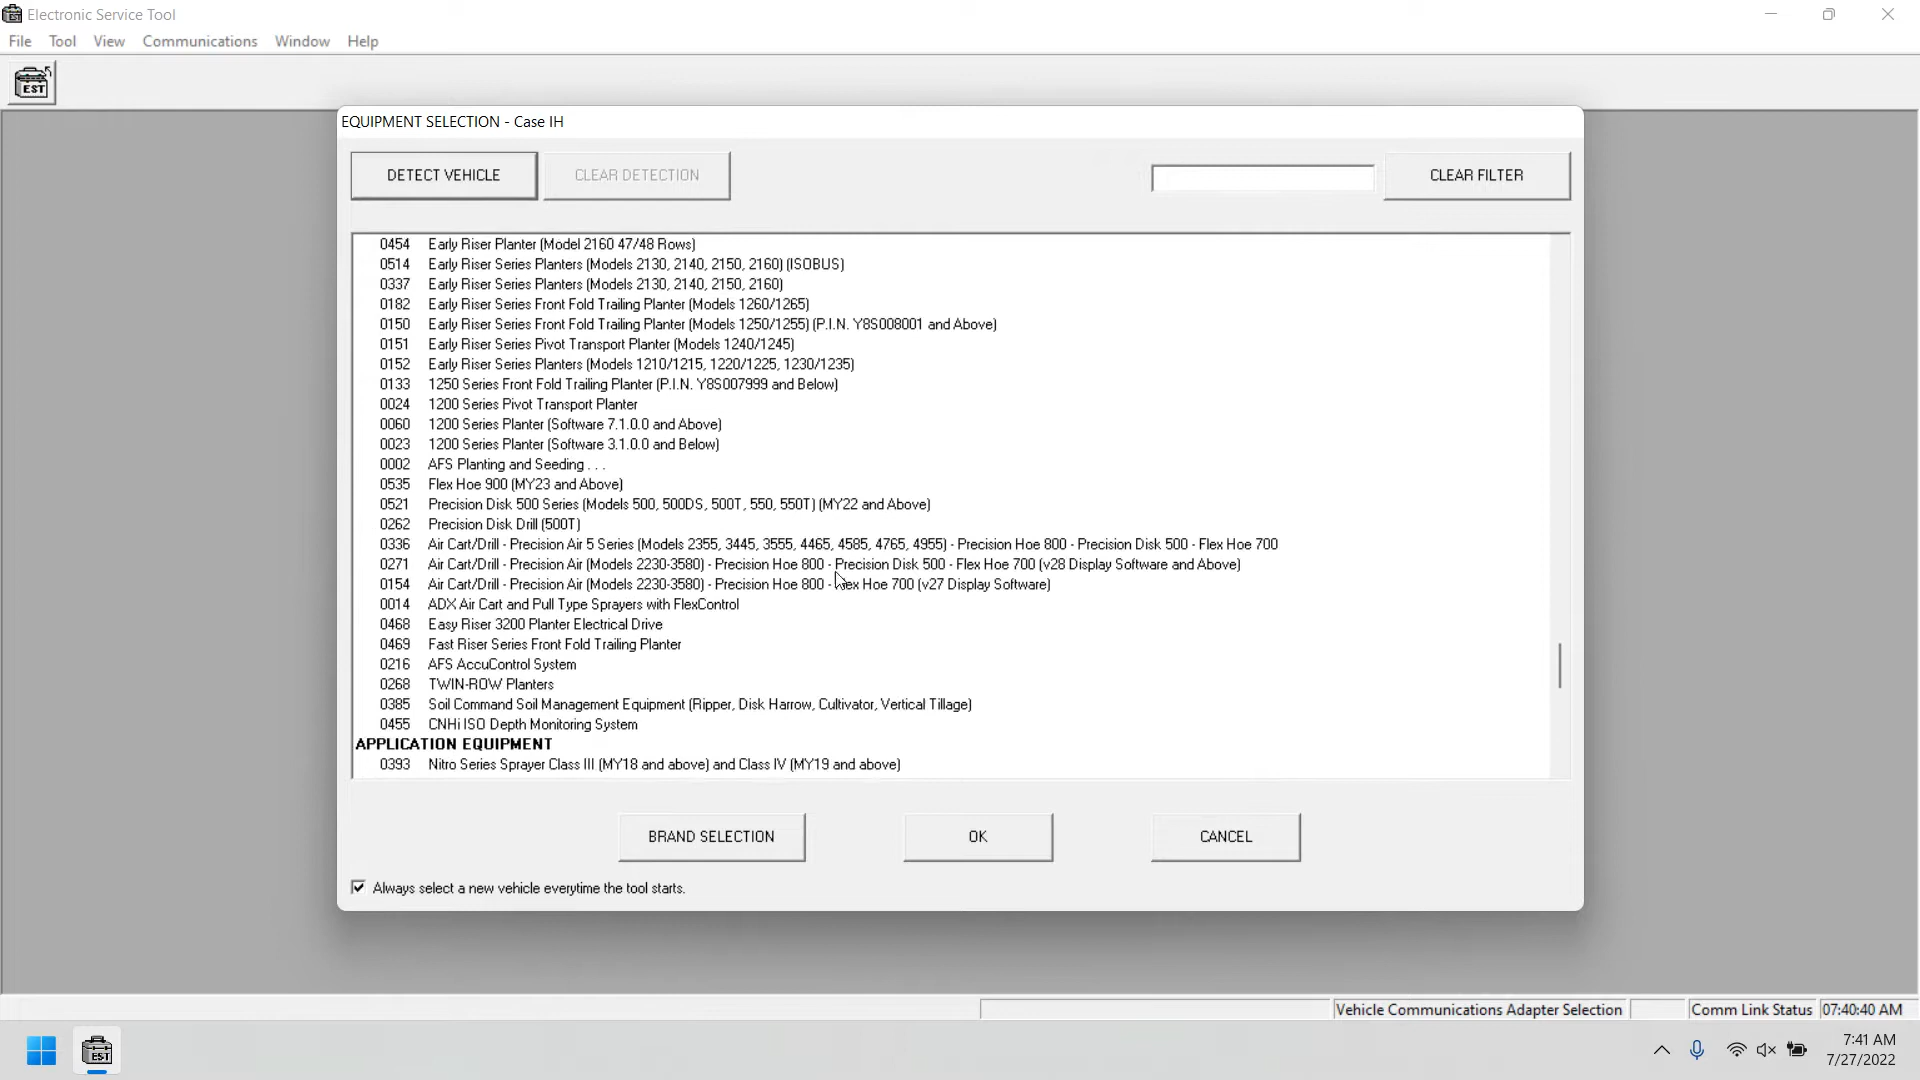 Electronic Service Tool
File Tool View Communications Window Help
EST
EQUIPMENT SELECTION - Case IH
DETECT VEHICLE CLEAR DETECTION CLEAR FILTER
0454 Early Riser Planter (Model 2160 47/48 Rows)
0514 Early Riser Series Planters (Models 2130, 2140, 2150, 2160) (ISOBUS)
0337 Early Riser Series Planters (Models 2130, 2140, 2150, 2160)
0182 Early Riser Series Front Fold Trailing Planter (Models 1260/1265)
0150 Early Riser Series Front Fold Trailing Planter (Models 1250/1255) (P.I.N. Y8S008001 and Above)
0151 Early Riser Series Pivot Transport Planter (Models 1240/1245)
0152 Early Riser Series Planters (Models 1210/1215, 1220/1225, 1230/1235)
0133 1250 Series Front Fold Trailing Planter (P.I.N. Y8S007999 and Below)
0024 1200 Series Pivot Transport Planter
0060 1200 Series Planter (Software 7.1.0.0 and Above)
0023 1200 Series Planter (Software 3.1.0.0 and Below)
0002 AFS Planting and Seeding . . .
0535 Flex Hoe 900 (MY23 and Above)
0521 Precision Disk 500 Series (Models 500, 500DS, 500T, 550, 550T) (MY22 and Above)
0262 Precision Disk Drill (500T)
0336 Air Cart/Drill - Precision Air 5 Series (Models 2355, 3445, 3555, 4465, 4585, 4765, 4955) - Precision Hoe 800 - Precision Disk 500 - Flex Hoe 700
0271 Air Cart/Drill - Precision Air (Models 2230-3580) - Precision Hoe 800 - Precision Disk 500 - Flex Hoe 700 (v28 Display Software and Above)
0154 Air Cart/Drill - Precision Air (Models 2230-3580) - Precision Hoe 800 - Flex Hoe 700 (v27 Display Software)
0014 ADX Air Cart and Pull Type Sprayers with FlexControl
0468 Easy Riser 3200 Planter Electrical Drive
0469 Fast Riser Series Front Fold Trailing Planter
0216 AFS AccuControl System
0268 TWIN-ROW Planters
0385 Soil Command Soil Management Equipment (Ripper, Disk Harrow, Cultivator, Vertical Tillage)
0455 CNHi ISO Depth Monitoring System
APPLICATION EQUIPMENT
0393 Nitro Series Sprayer Class III (MY18 and above) and Class IV (MY19 and above)
BRAND SELECTION OK CANCEL
Always select a new vehicle everytime the tool starts.
Vehicle Communications Adapter Selection Comm Link Status 07:40:40 AM
EST
7:41 AM
7/27/2022